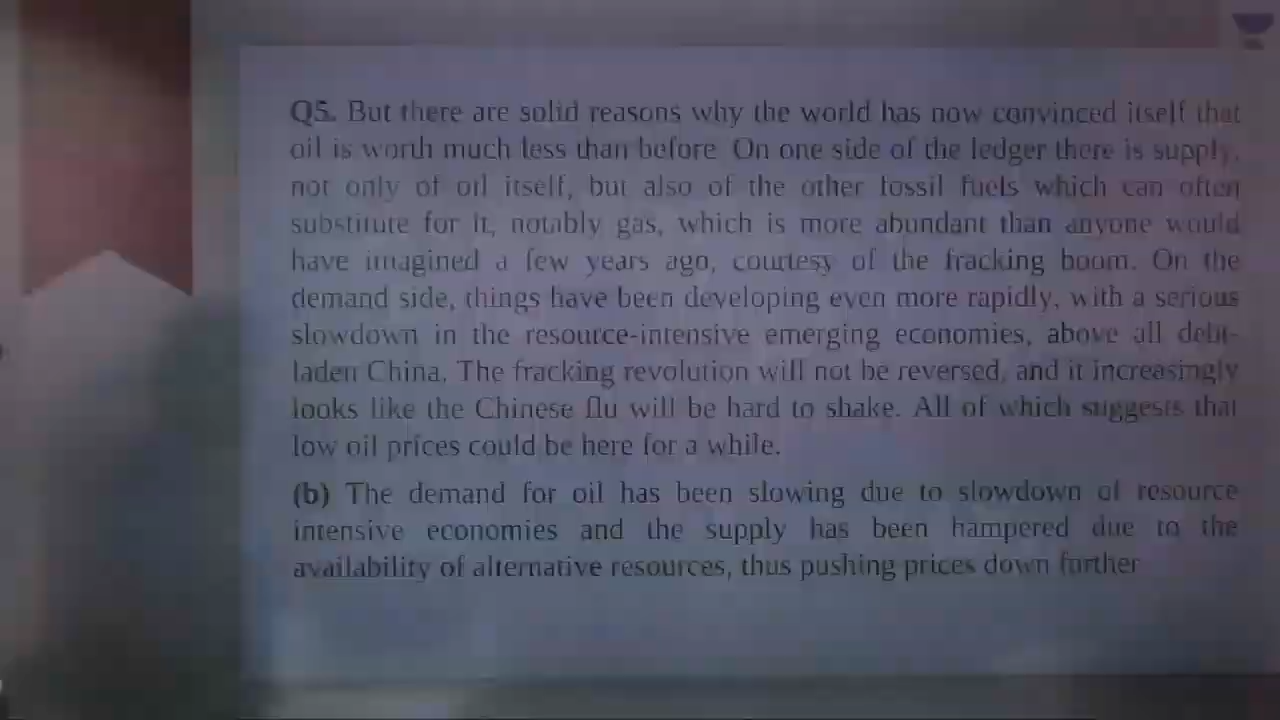 Q5. But there are solid reasons why the world has now convinced itself that
oil is worth much less than before. On one side of the ledger there is supply,
not only of oil itself, but also of the other fossil fuels which can often
substitute for it, notably gas, which is more abundant than anyone would
have imagined a few years ago, courtesy of the fracking boom. On the
demand side, things have been developing even more rapidly, with a serious
slowdown in the resource-intensive emerging economies, above all debt-
laden China. The fracking revolution will not be reversed, and it increasingly
looks like the Chinese flu will be hard to shake. All of which suggests that
low oil prices could be here for a while.
(b) The demand for oil has been slowing due to slowdown of resource
intensive economies and the supply has been hampered due to the
availability of alternative resources, thus pushing prices down further